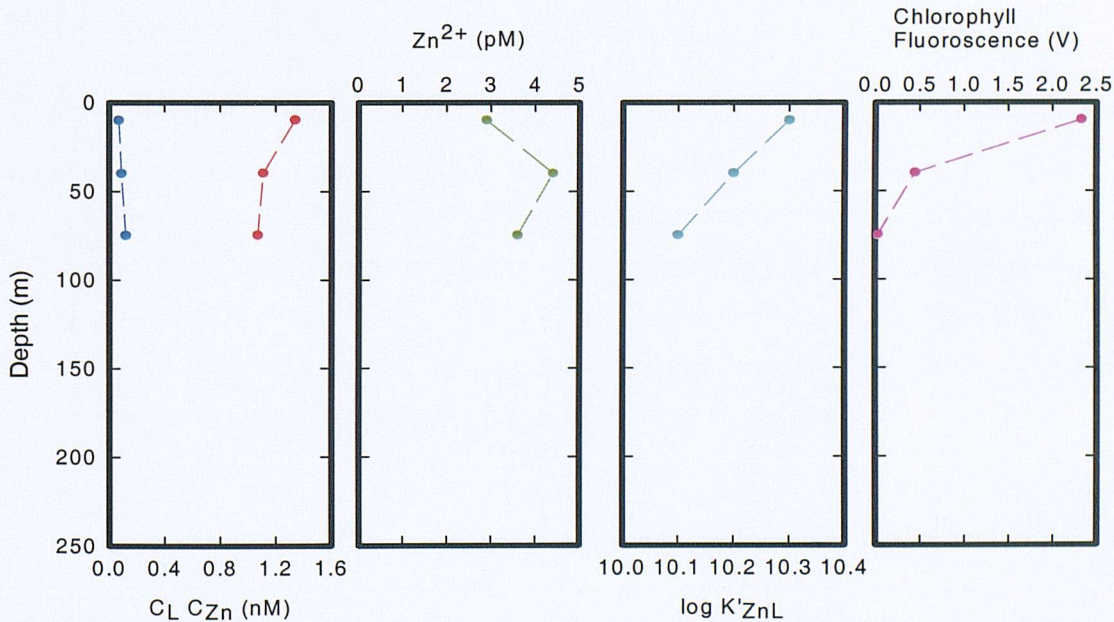 Chlorophyll
Zn2+ (pM)
Fluoroscence (V)
0 1 2 3 4 5
0.0 0.5 1.0 1.5 2.0 2.5
0
50
100
150
200
250
Depth (m)
0.0 0.4 0.8 1.2 1.6
10.0 10.1 10.2 10.3 10.4
CL CZn (nM)
log K'ZnL